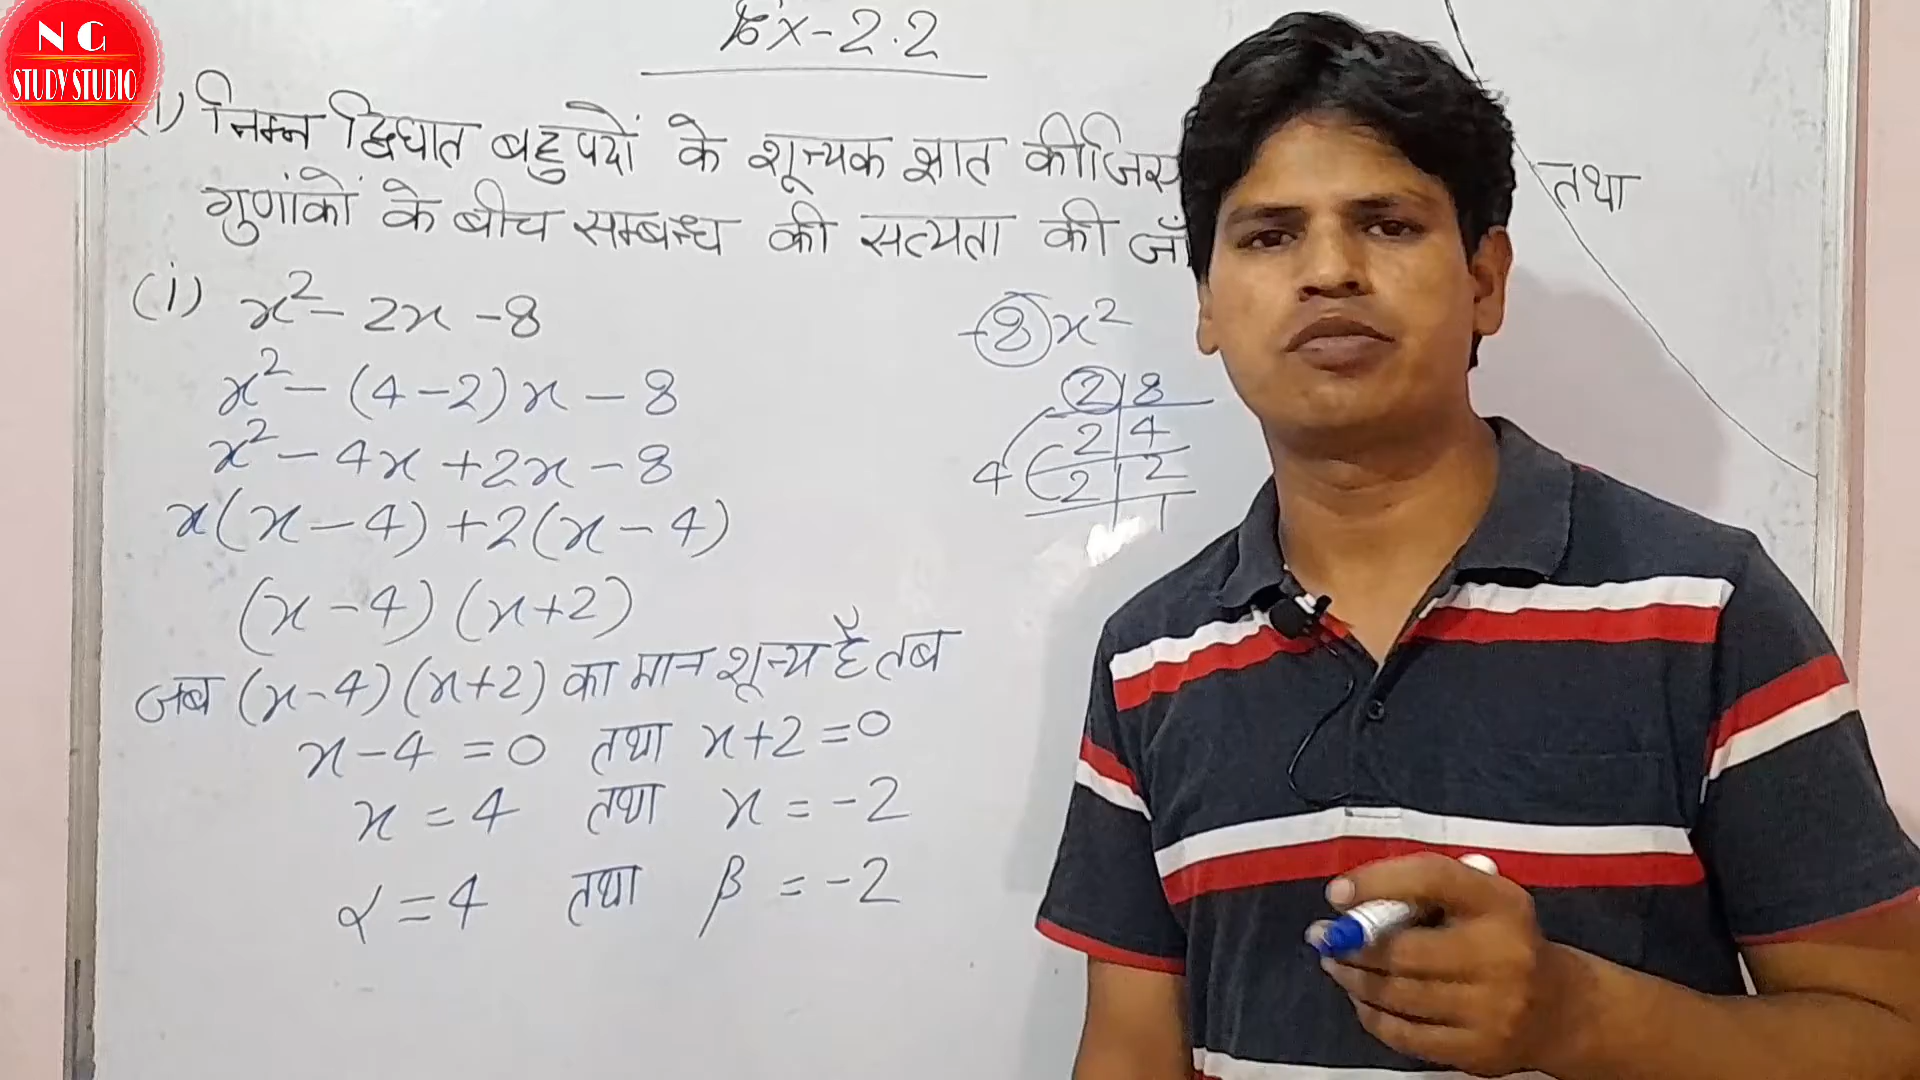 N G
STUDY STUDIO
Ex-2.2
1) निम्न द्विघात बहुपदों के शून्यक ज्ञात कीजिए तथा
गुणांकों के बीच सम्बन्ध की सत्यता की जाँ
(i) x² - 2x - 8
x² - (4-2)x - 8
x² - 4x + 2x - 8
x(x-4) + 2(x-4)
(x-4) (x+2)
जब (x-4) (x+2) का मान शून्य है तब
x-4 = 0 तथा x+2 = 0
x = 4 तथा x = -2
α = 4 तथा β = -2
-8x²
2|8
2|4
4 2|2
1